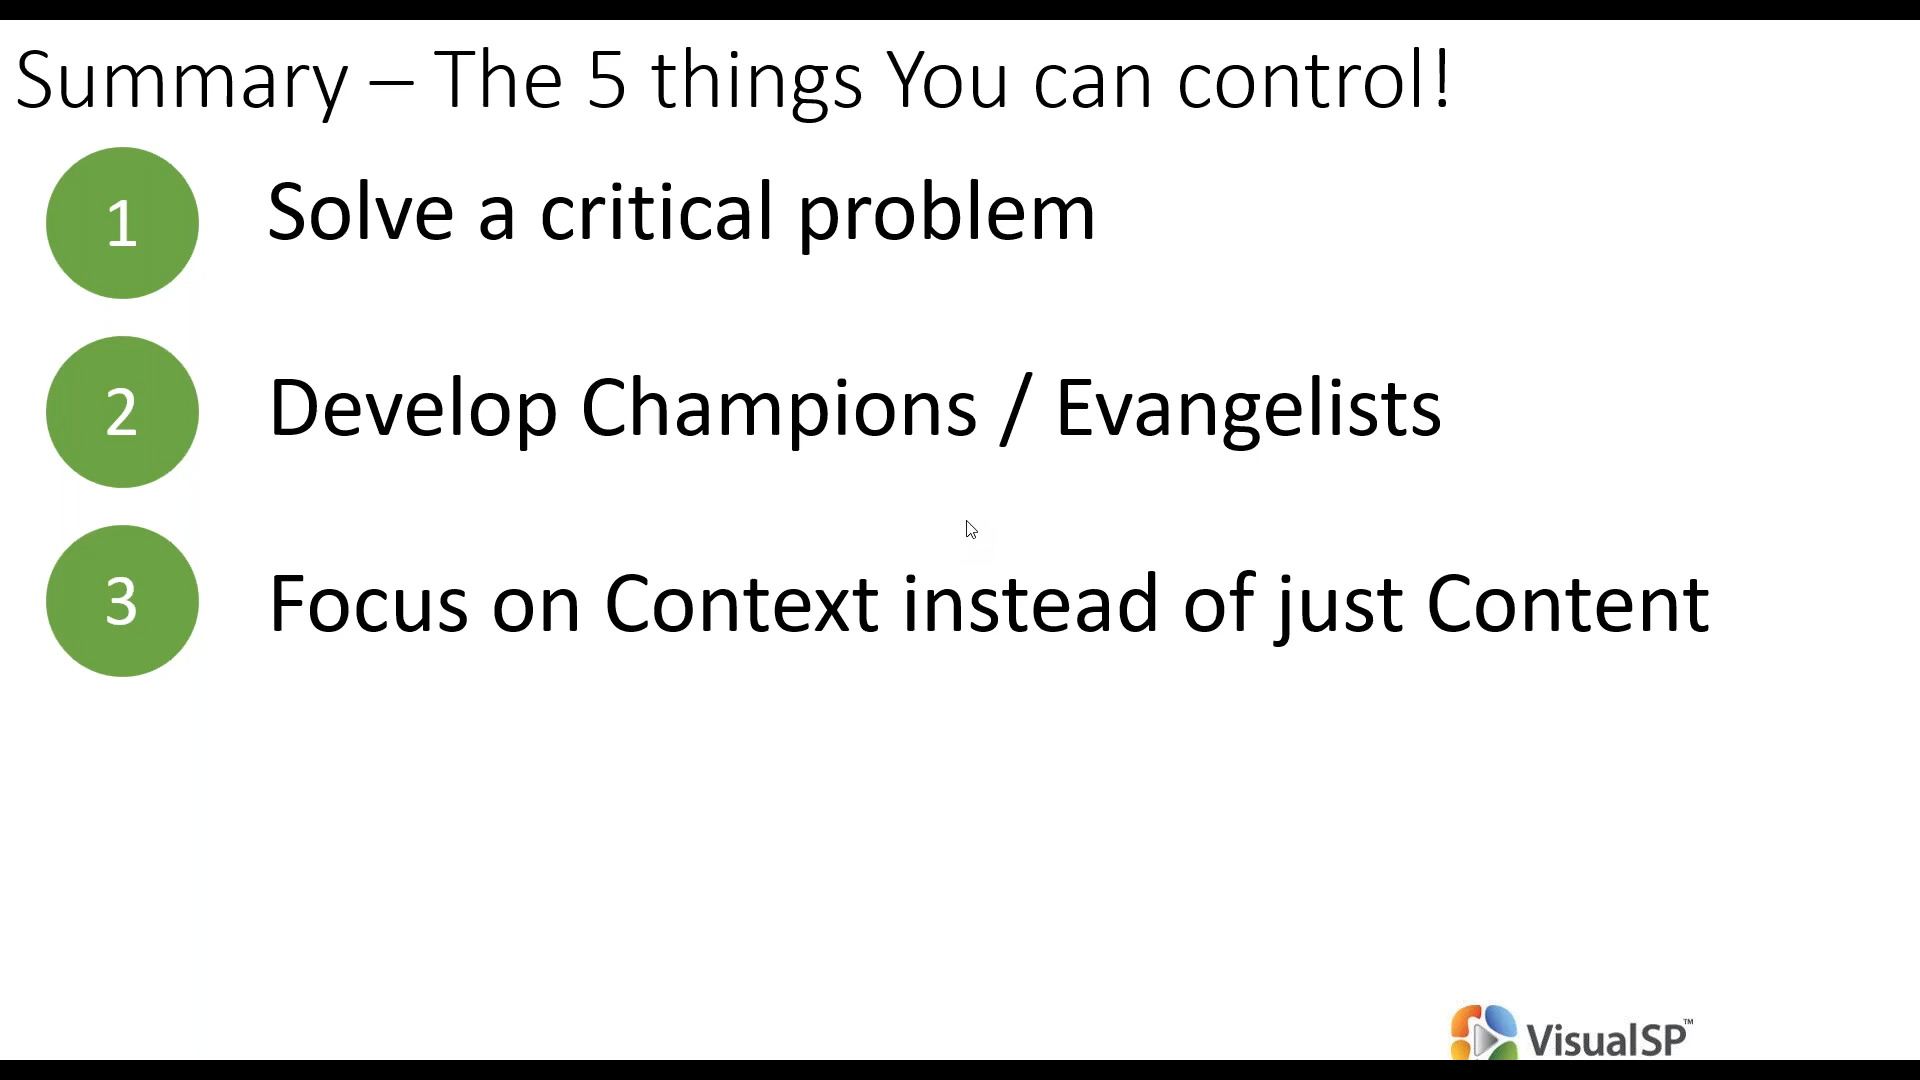 Summary – The 5 things You can control!
1 Solve a critical problem
2 Develop Champions / Evangelists
3 Focus on Context instead of just Content
VisualSP™